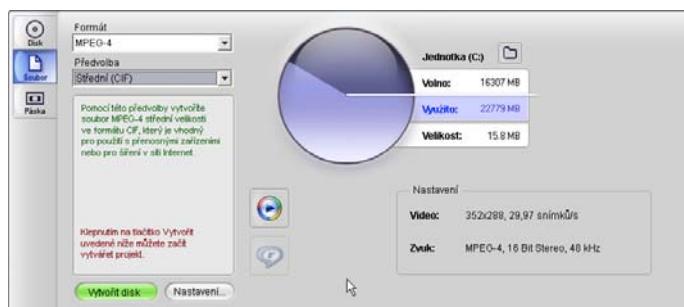 Disk
Soubor
Páska
Formát
MPEG-4
Předvolba
Střední (CIF)
Pomocí této předvolby vytvoříte
soubor MPEG-4 střední velikosti
ve formátu CIF, který je vhodný
pro použití s přenosnými zařízeními
nebo pro šíření v síti Internet.
Klepnutím na tlačítko Vytvořit
uvedené níže můžete začít
vytvářet projekt.
Vytvořit disk
Nastavení...
Jednotka (C:)
Volno: 16307 MB
Využito: 22779 MB
Velikost: 15.8 MB
Nastavení
Video: 352x288, 29,97 snímků/s
Zvuk: MPEG-4, 16 Bit Stereo, 48 kHz